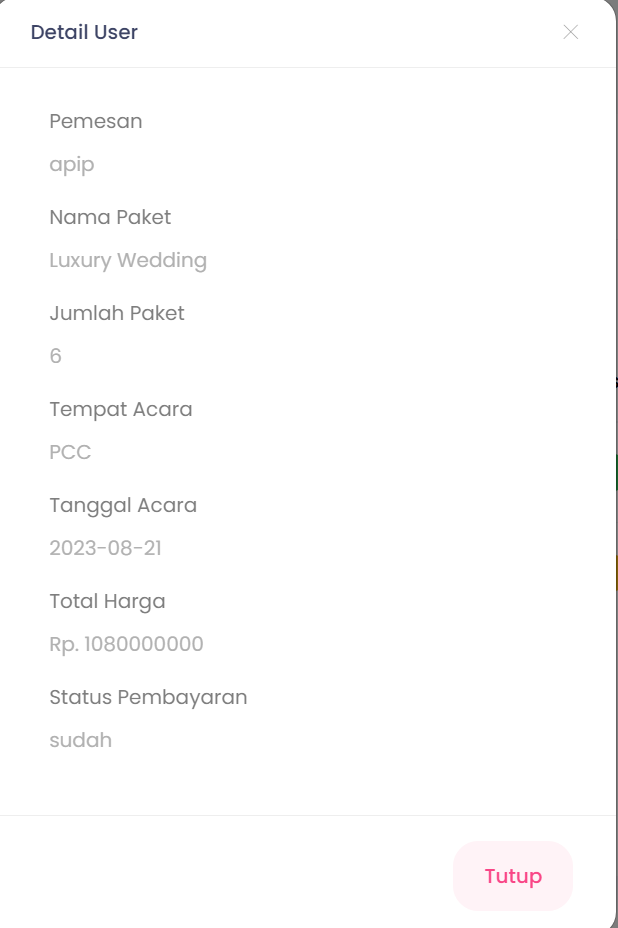 Detail User
Pemesan
apip
Nama Paket
Luxury Wedding
Jumlah Paket
6
Tempat Acara
PCC
Tanggal Acara
2023-08-21
Total Harga
Rp. 1080000000
Status Pembayaran
sudah
Tutup